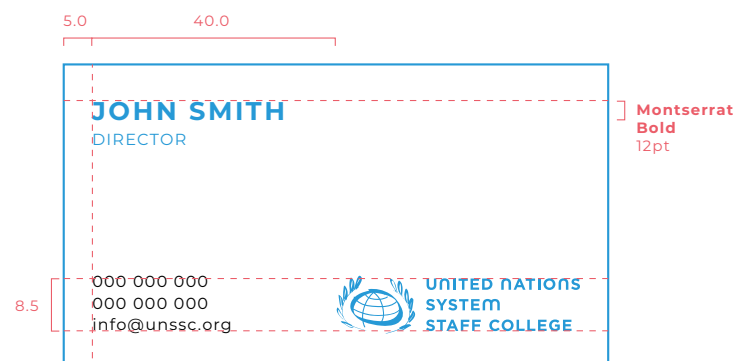 5.0 40.0
JOHN SMITH
DIRECTOR
Montserrat
Bold
12pt
8.5
000 000 000
000 000 000
info@unssc.org
UNITED NATIONS
SYSTEM
STAFF COLLEGE